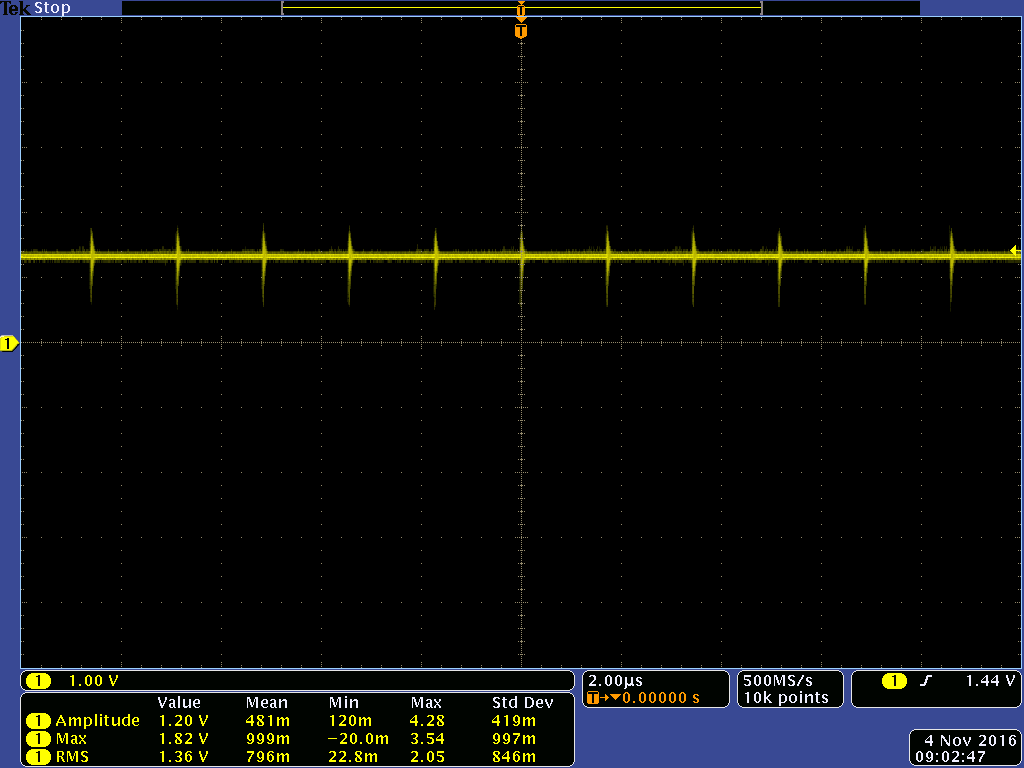 Tek Stop
T
T
1
1 1.00 V
2.00µs
T→▼0.00000 s
500MS/s
10k points
1 ƒ 1.44 V
Value Mean Min Max Std Dev
1 Amplitude 1.20 V 481m 120m 4.28 419m
1 Max 1.82 V 999m −20.0m 3.54 997m
1 RMS 1.36 V 796m 22.8m 2.05 846m
4 Nov 2016
09:02:47